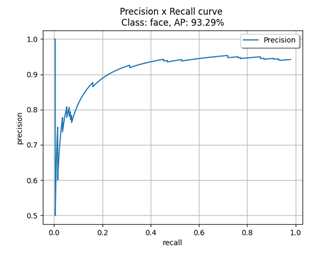 Precision x Recall curve
Class: face, AP: 93.29%
Precision
1.0
0.9
0.8
0.7
0.6
0.5
precision
0.0 0.2 0.4 0.6 0.8 1.0
recall